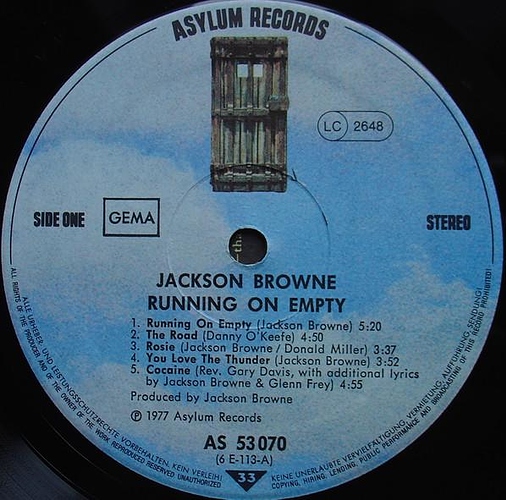 ASYLUM RECORDS
LC 2648
SIDE ONE
GEMA
STEREO
th
JACKSON BROWNE
RUNNING ON EMPTY
1. Running On Empty (Jackson Browne) 5:20
2. The Road (Danny O'Keefe) 4:50
3. Rosie (Jackson Browne / Donald Miller) 3:37
4. You Love The Thunder (Jackson Browne) 3:52
5. Cocaine (Rev. Gary Davis, with additional lyrics
by Jackson Browne & Glenn Frey) 4:55
Produced by Jackson Browne
℗ 1977 Asylum Records
AS 53 070
(6 E-113-A)
33
ALLE URHEBER- UND LEISTUNGSSCHUTZRECHTE VORBEHALTEN. KEIN VERLEIH!
KEINE UNERLAUBTE VERVIELFÄLTIGUNG, VERMIETUNG, AUFFÜHRUNG, SENDUNG!
ALL RIGHTS OF THE PRODUCER AND OF THE OWNER OF THE WORK REPRODUCED RESERVED UNAUTHORIZED
COPYING, HIRING, LENDING, PUBLIC PERFORMANCE AND BROADCASTING OF THIS RECORD PROHIBITED!